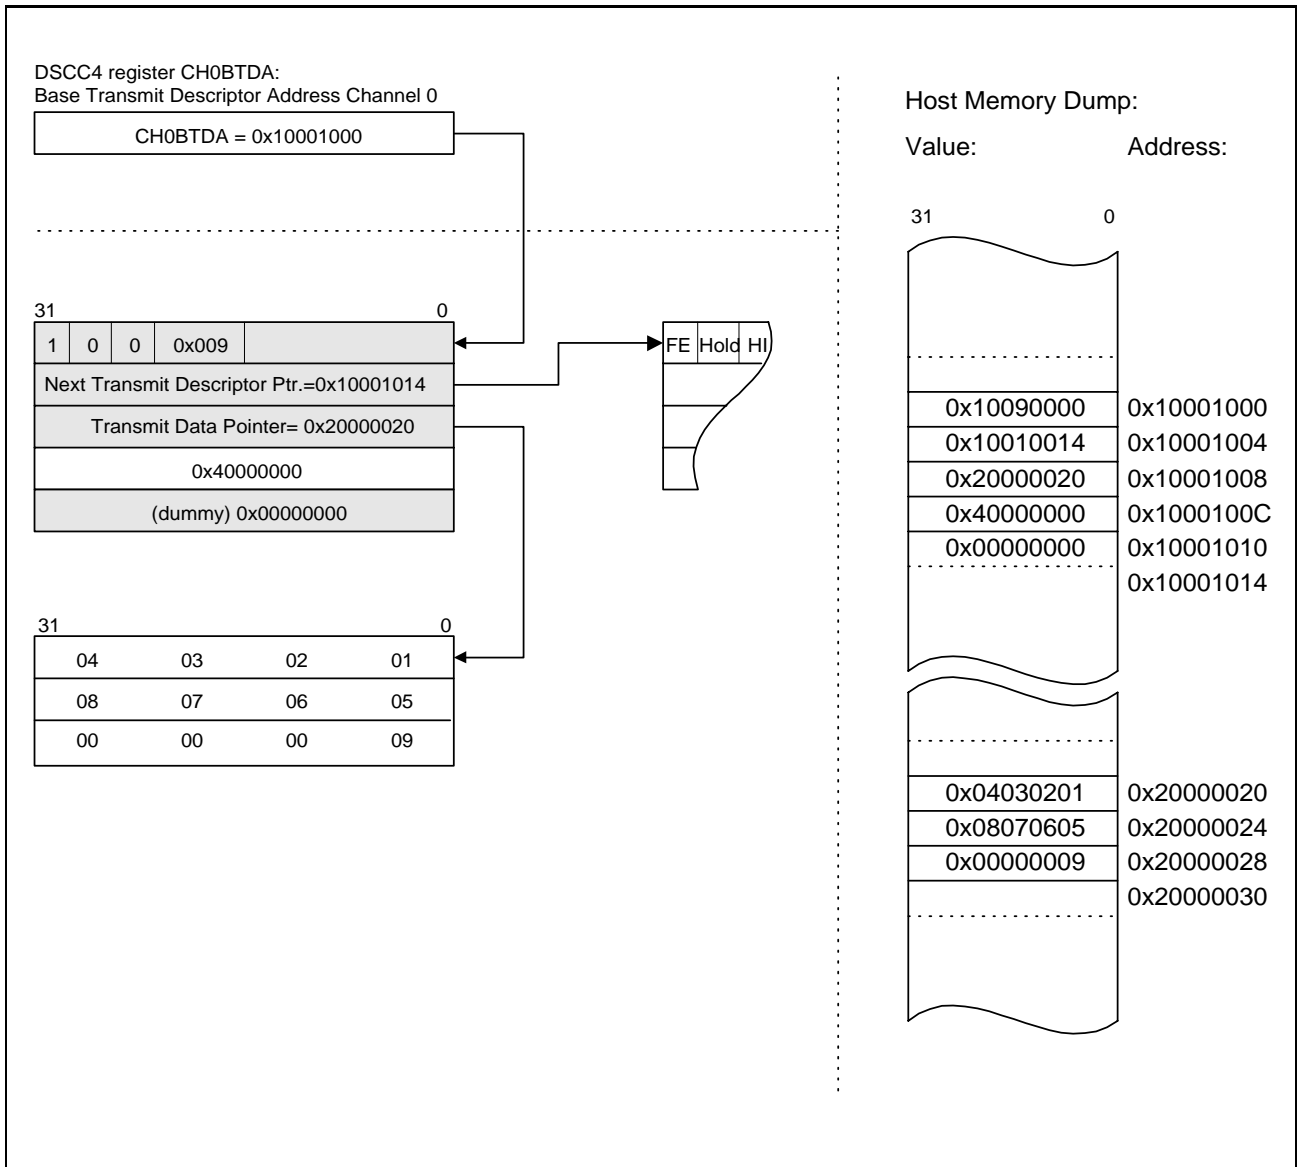 DSCC4 register CH0BTDA:
Base Transmit Descriptor Address Channel 0
CH0BTDA = 0x10001000
31 0
1 0 0 0x009
Next Transmit Descriptor Ptr.=0x10001014
Transmit Data Pointer= 0x20000020
0x40000000
(dummy) 0x00000000
FE Hold HI
31 0
04 03 02 01
08 07 06 05
00 00 00 09
Host Memory Dump:
Value: Address:
31 0
0x10090000 0x10001000
0x10010014 0x10001004
0x20000020 0x10001008
0x40000000 0x1000100C
0x00000000 0x10001010
0x10001014
0x04030201 0x20000020
0x08070605 0x20000024
0x00000009 0x20000028
0x20000030